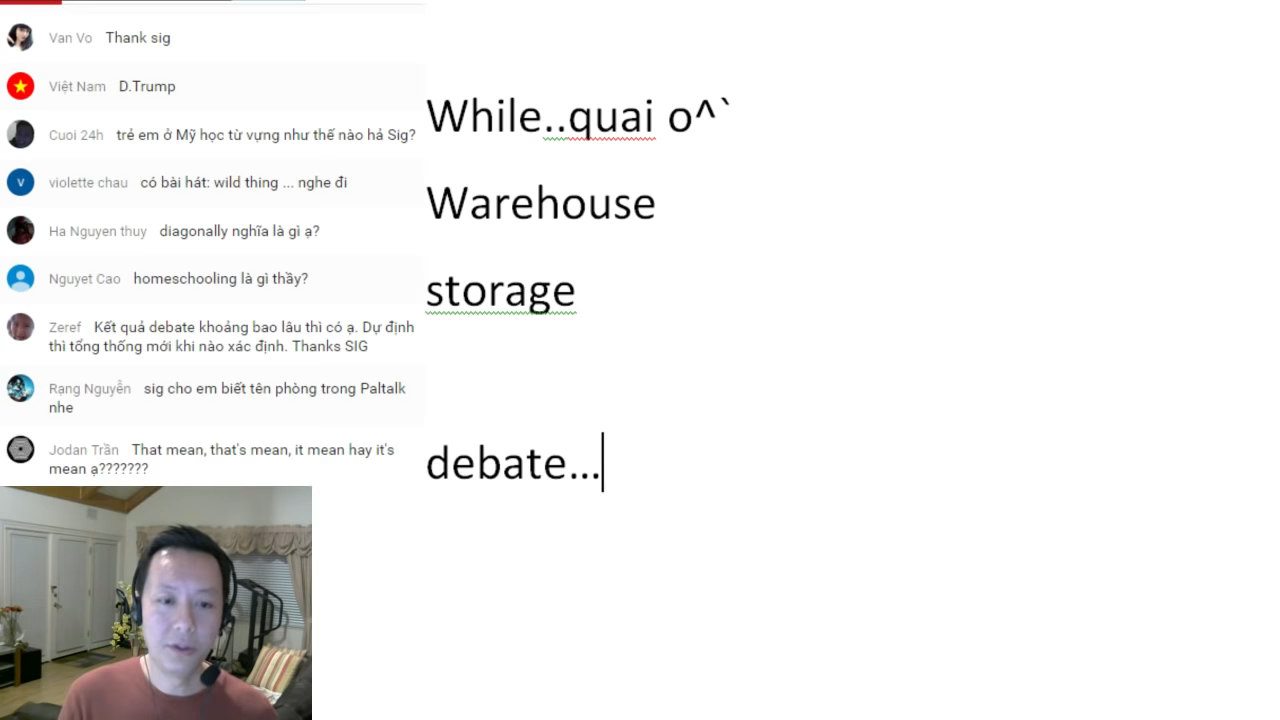 Van Vo Thank sig
Việt Nam D.Trump
Cuoi 24h trẻ em ở Mỹ học từ vựng như thế nào hả Sig?
violette chau có bài hát: wild thing ... nghe đi
Ha Nguyen thuy diagonally nghĩa là gì ạ?
Nguyet Cao homeschooling là gì thầy?
Zeref Kết quả debate khoảng bao lâu thì có ạ. Dự định
thì tổng thống mới khi nào xác định. Thanks SIG
Rạng Nguyễn sig cho em biết tên phòng trong Paltalk
nhe
Jodan Trần That mean, that's mean, it mean hay it's
mean ạ???????
V
While..quai o^`
Warehouse
storage
debate...